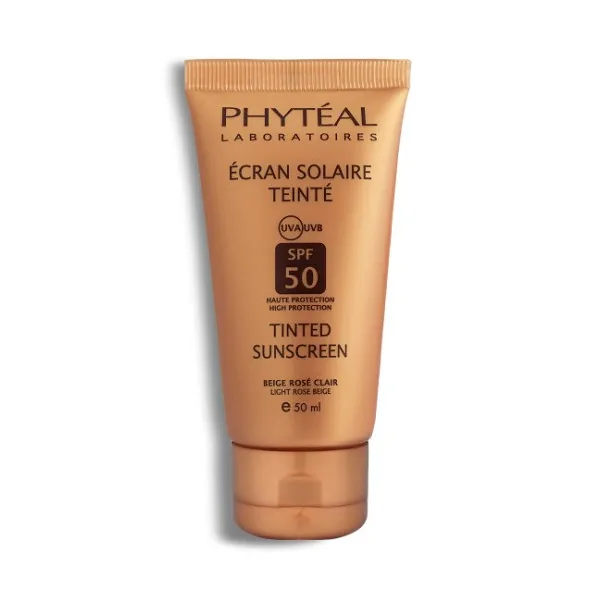 PHYTÉAL
LABORATOIRES
ÉCRAN SOLAIRE
TEINTÉ
UVA UVB
SPF
50
HAUTE PROTECTION
HIGH PROTECTION
TINTED
SUNSCREEN
BEIGE ROSÉ CLAIR
LIGHT ROSE BEIGE
e 50 ml